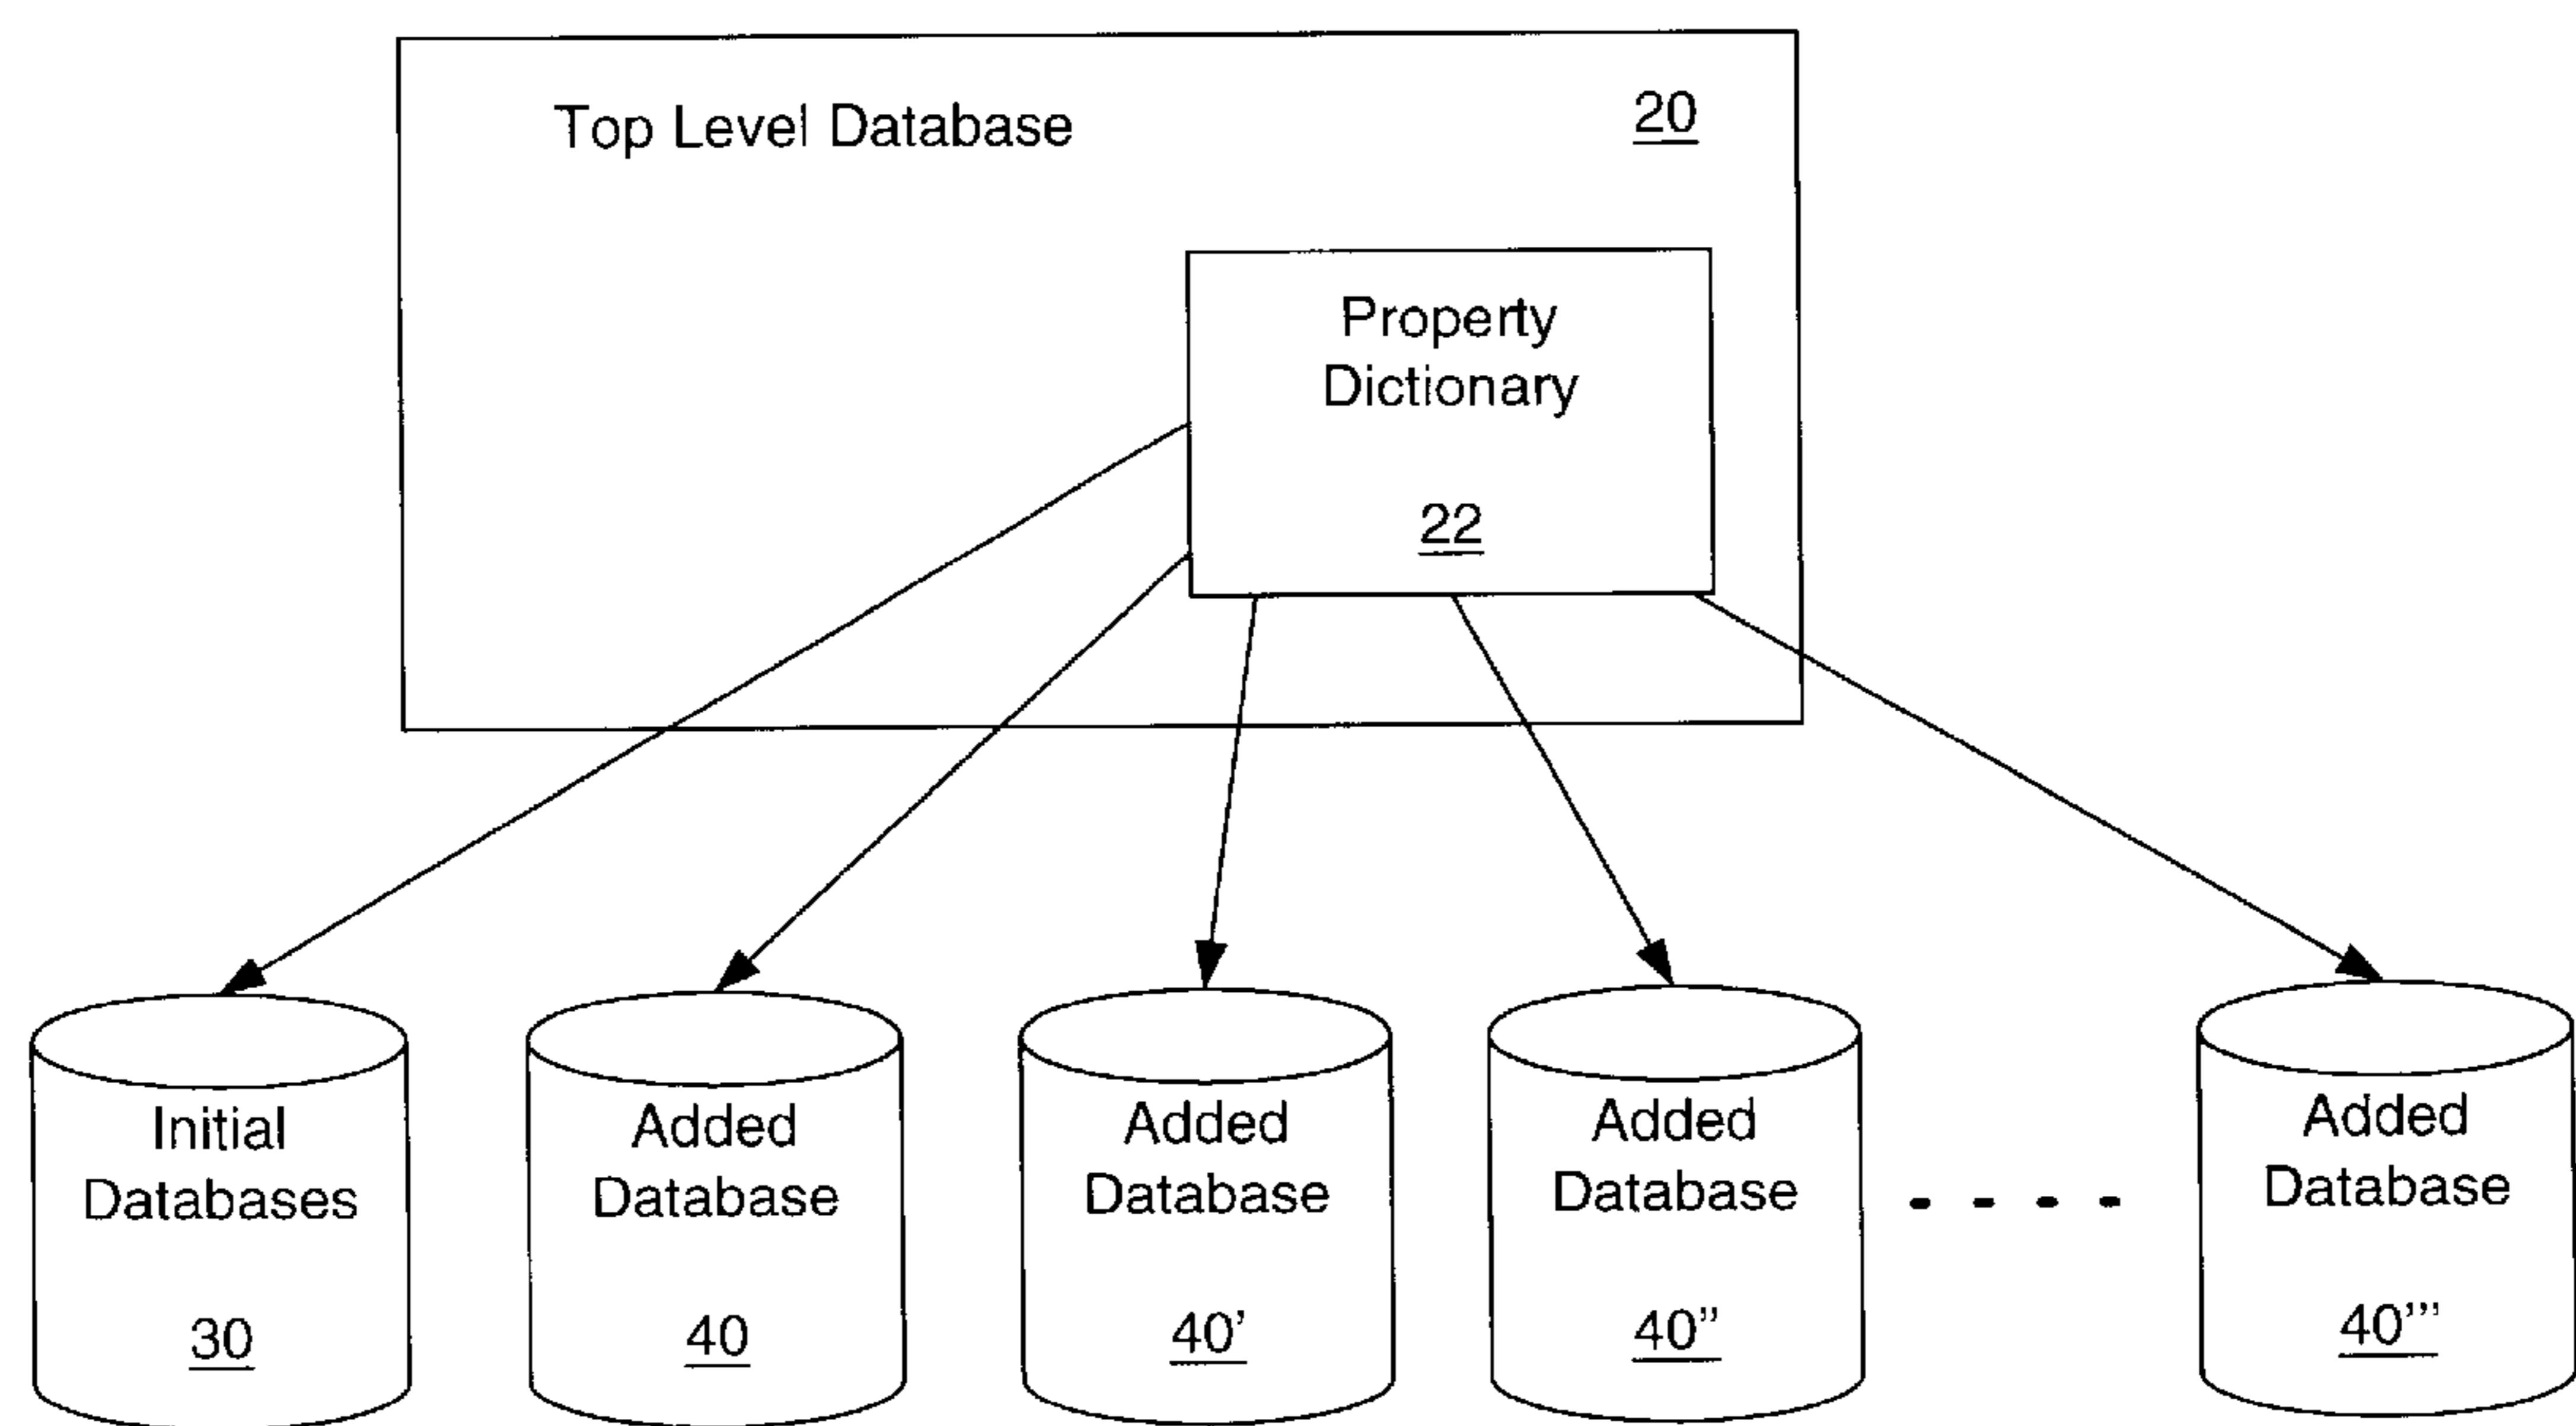 Top Level Database
20
Property
Dictionary
22
Initial
Databases
30
Added
Database
40
Added
Database
40'
Added
Database
40”
Added
Database
40”'